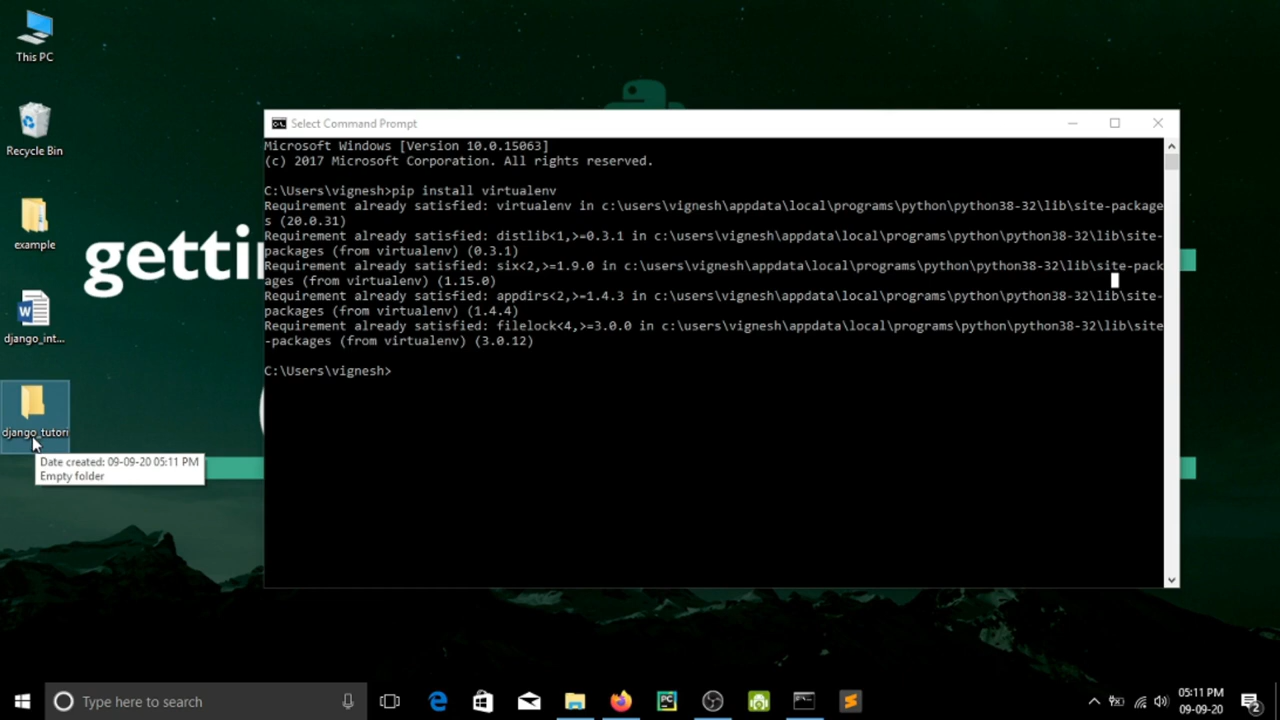 This PC
Recycle Bin
example
django_int...
django_tutori
Date created: 09-09-20 05:11 PM
Empty folder
getti
Select Command Prompt
Microsoft Windows [Version 10.0.15063]
(c) 2017 Microsoft Corporation. All rights reserved.
C:\Users\vignesh>pip install virtualenv
Requirement already satisfied: virtualenv in c:\users\vignesh\appdata\local\programs\python\python38-32\lib\site-package
s (20.0.31)
Requirement already satisfied: distlib<1,>=0.3.1 in c:\users\vignesh\appdata\local\programs\python\python38-32\lib\site-
packages (from virtualenv) (0.3.1)
Requirement already satisfied: six<2,>=1.9.0 in c:\users\vignesh\appdata\local\programs\python\python38-32\lib\site-pack
ages (from virtualenv) (1.15.0)
Requirement already satisfied: appdirs<2,>=1.4.3 in c:\users\vignesh\appdata\local\programs\python\python38-32\lib\site-
packages (from virtualenv) (1.4.4)
Requirement already satisfied: filelock<4,>=3.0.0 in c:\users\vignesh\appdata\local\programs\python\python38-32\lib\site
-packages (from virtualenv) (3.0.12)
C:\Users\vignesh>
Type here to search
PC
05:11 PM
09-09-20
2